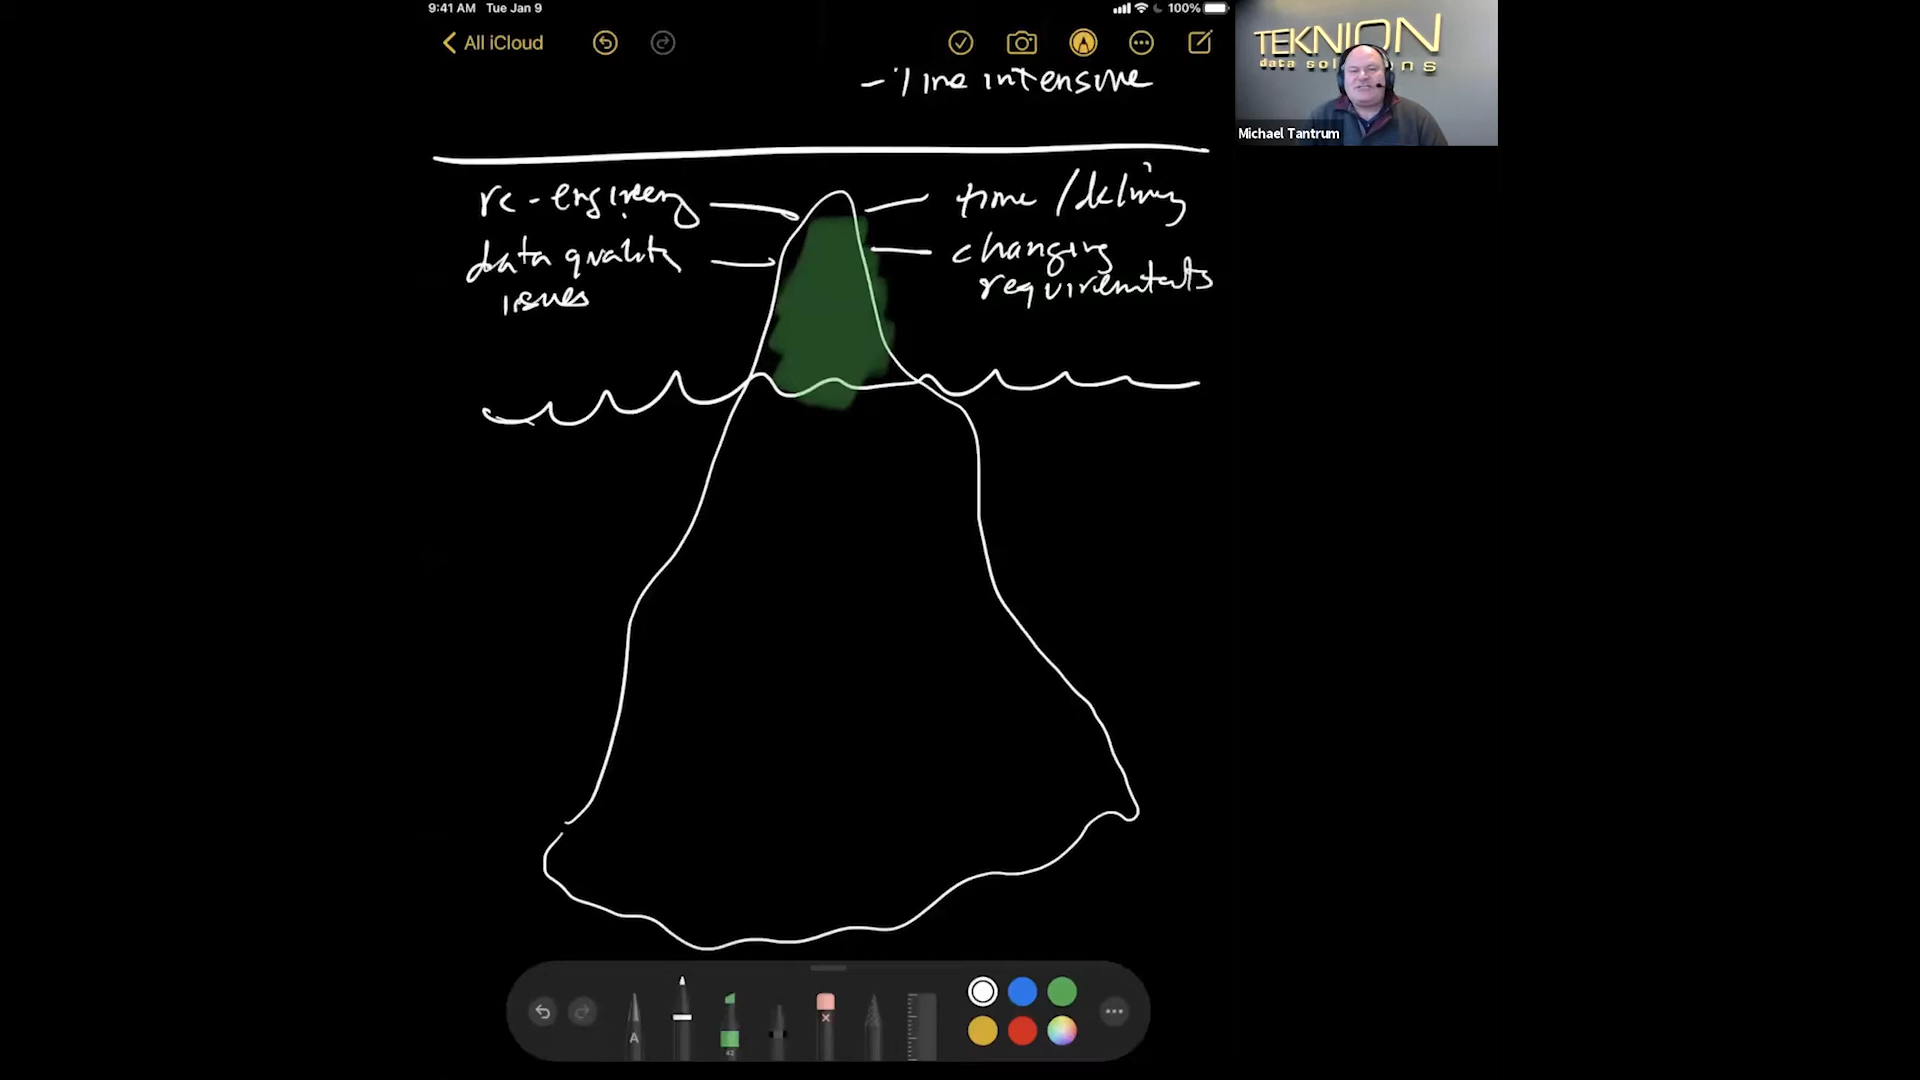 9:41 AM Tue Jan 9
100%
All iCloud
TEKNION
data solutions
Michael Tantrum
- Time intensive
re-engineering
time / delivery
data quality
issues
changing
requirements
A
42